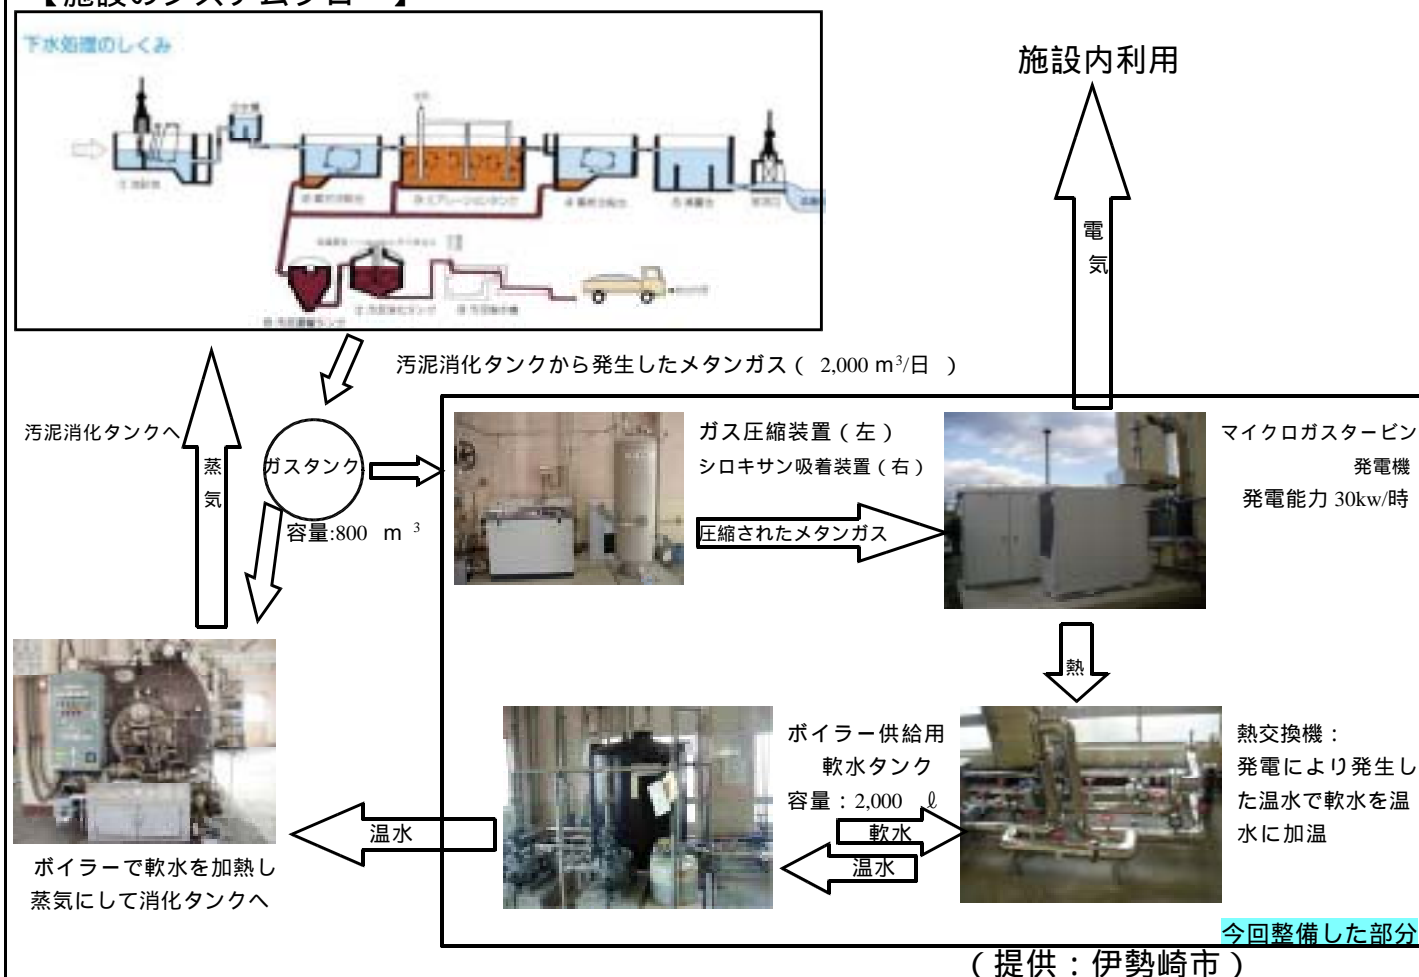 【施設のシステムフロー】
下水処理のしくみ
施設内利用
電
気
汚泥消化タンクから発生したメタンガス（ 2,000 m³/日 ）
汚泥消化タンクへ
蒸
気
ガスタンク
容量:800 m ³
ガス圧縮装置（左）
シロキサン吸着装置（右）
圧縮されたメタンガス
マイクロガスタービン
発電機
発電能力 30kw/時
熱
ボイラー供給用
軟水タンク
容量：2,000 ℓ
軟水
温水
熱交換機：
発電により発生し
た温水で軟水を温
水に加温
温水
ボイラーで軟水を加熱し
蒸気にして消化タンクへ
今回整備した部分
（提供：伊勢崎市）